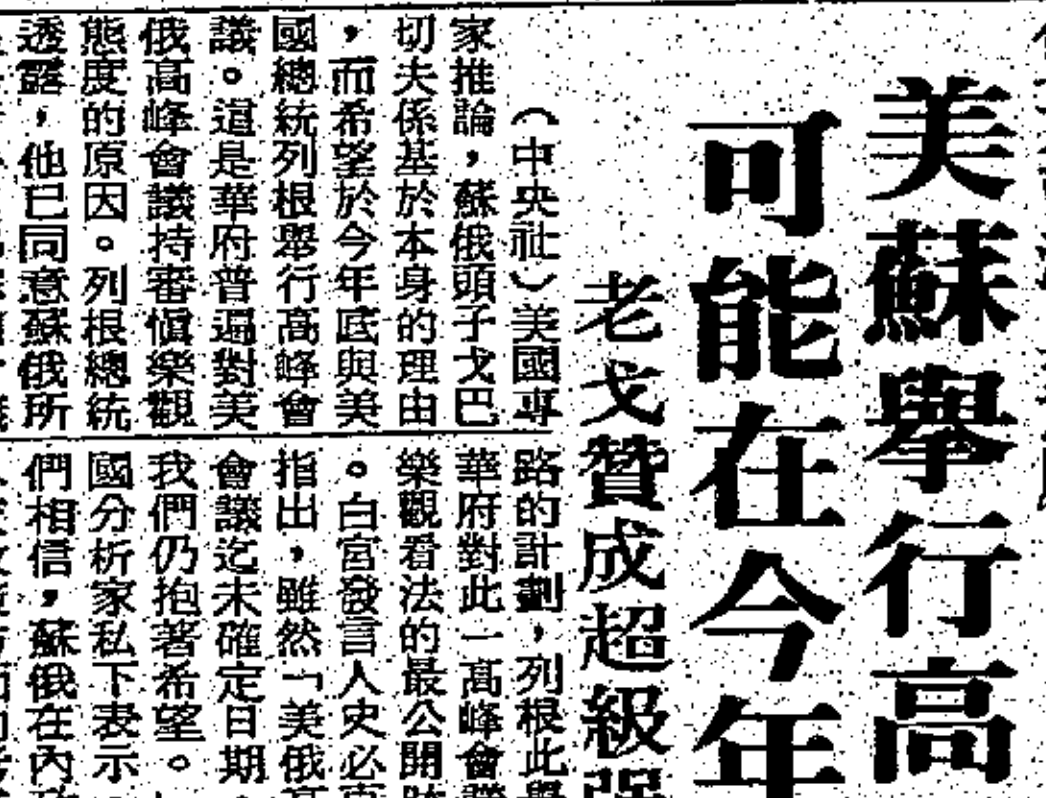 美蘇舉行高
可能在今年
老戈贊成超級强
（中央社）美國專
家推論，蘇俄頭子戈巴
切夫係基於本身的理由
，而希望於今年底與美
國總統列根舉行高峰會
議。這是華府普遍對美
俄高峰會議持審愼樂觀
態度的原因。列根總統
透露，他已同意蘇俄所
路的計劃，列根此舉
華府對此一高峰會
樂觀看法的最公開
。白宮發言人史必
指出，雖然「美俄高
會議迄未確定日期，
我們仍抱著希望。
國分析家私下表示
們相信，蘇俄在內